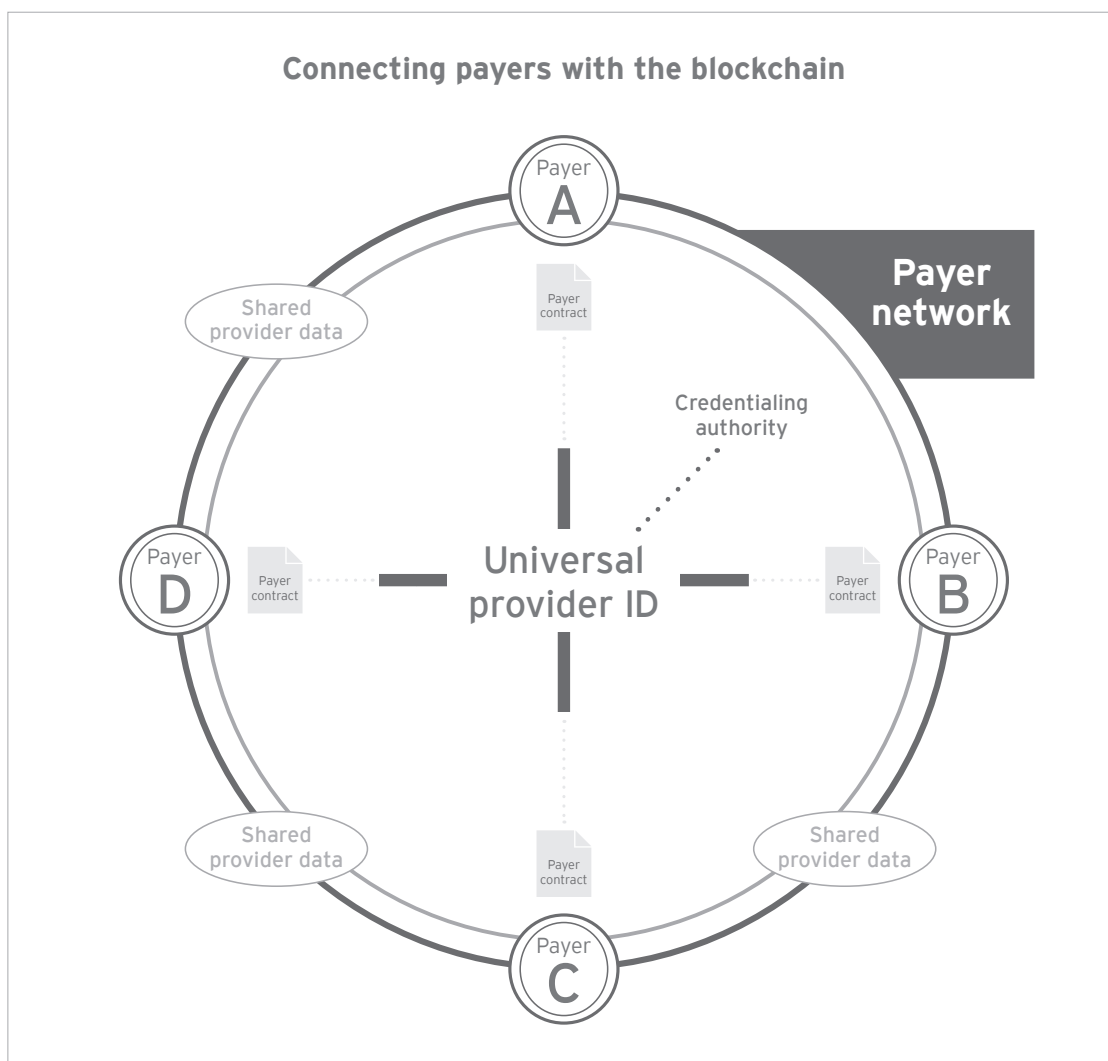 Connecting payers with the blockchain
Payer
A
Payer
network
Shared
provider data
Payer
contract
Credentialing
authority
Payer
D
Payer
contract
Universal
provider ID
Payer
contract
Payer
B
Shared
provider data
Payer
contract
Shared
provider data
Payer
C